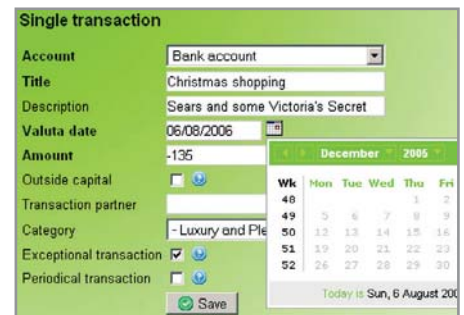 Single transaction
Account Bank account
Title Christmas shopping
Description Sears and some Victoria's Secret
Valuta date 06/08/2006
Amount -135
December 2005
Outside capital
Wk Mon Tue Wed Thu Fri
48 1 2
Transaction partner
49 5 6 7 8 9
Category - Luxury and Ple
50 12 13 14 15 16
Exceptional transaction
51 19 20 21 22 23
Periodical transaction
52 26 27 28 29 30
Save
Today is Sun, 6 August 200